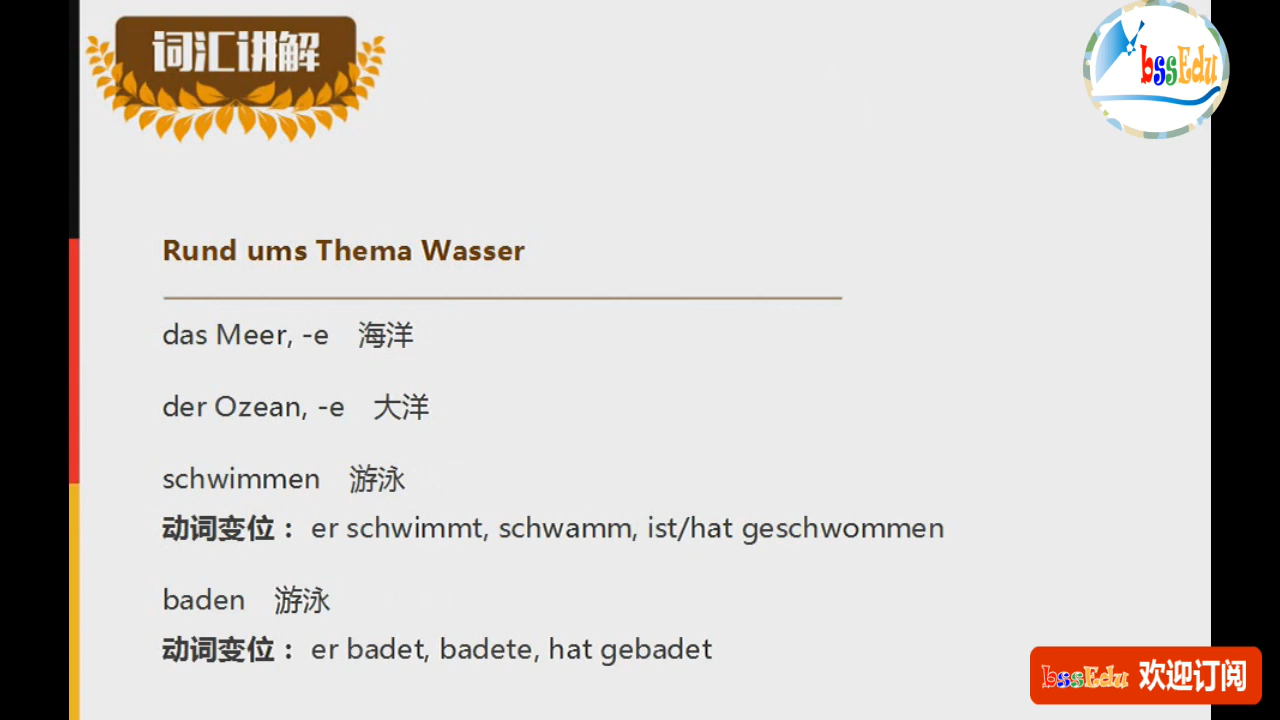 词汇讲解
bssEdu
Rund ums Thema Wasser
das Meer, -e 海洋
der Ozean, -e 大洋
schwimmen 游泳
动词变位： er schwimmt, schwamm, ist/hat geschwommen
baden 游泳
动词变位： er badet, badete, hat gebadet
bssEdu 欢迎订阅